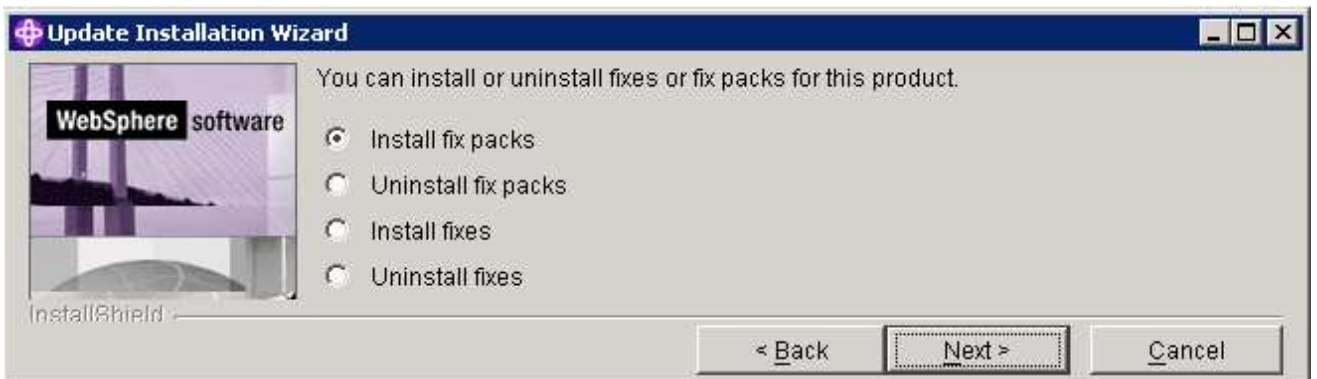 Update Installation Wizard
You can install or uninstall fixes or fix packs for this product.
WebSphere software
Install fix packs
Uninstall fix packs
Install fixes
Uninstall fixes
InstallShield
< Back Next > Cancel